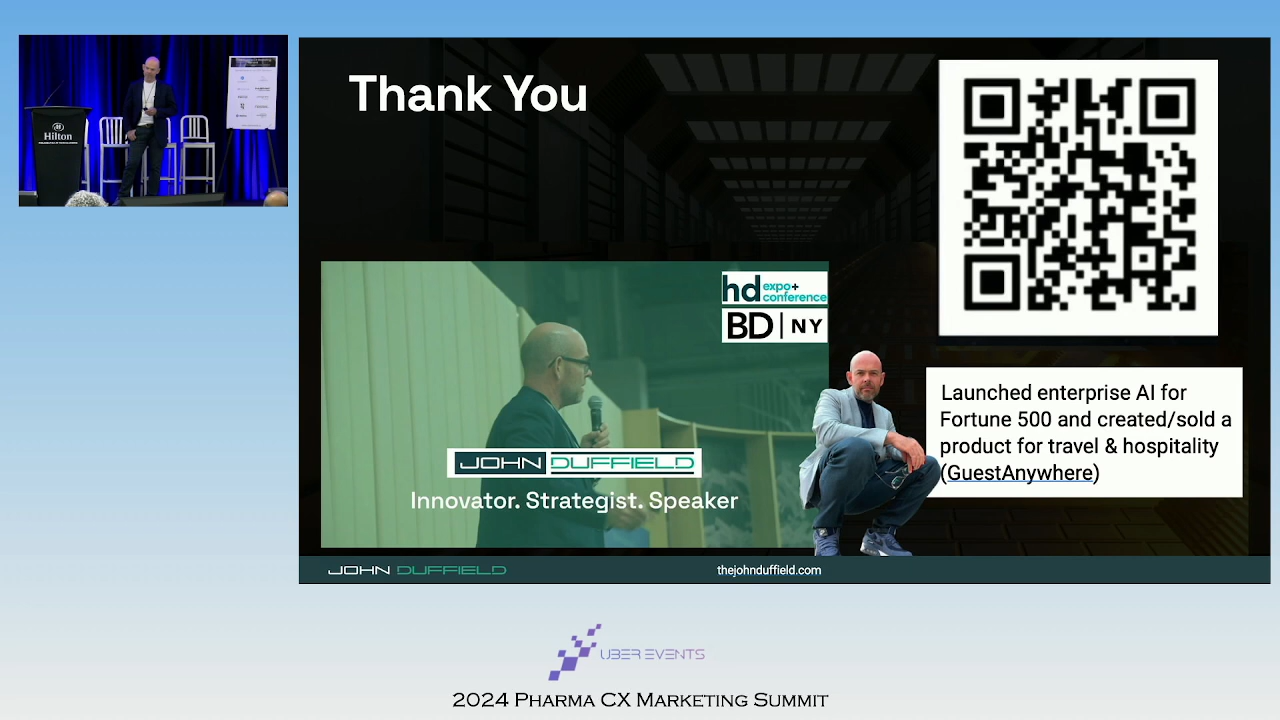 Hilton
Thank You
hd expo+
conference
BD | NY
JOHN DUFFIELD
Innovator. Strategist. Speaker
Launched enterprise AI for
Fortune 500 and created/sold a
product for travel & hospitality
(GuestAnywhere)
JOHN DUFFIELD
thejohnduffield.com
UBER EVENTS
2024 Pharma CX Marketing Summit